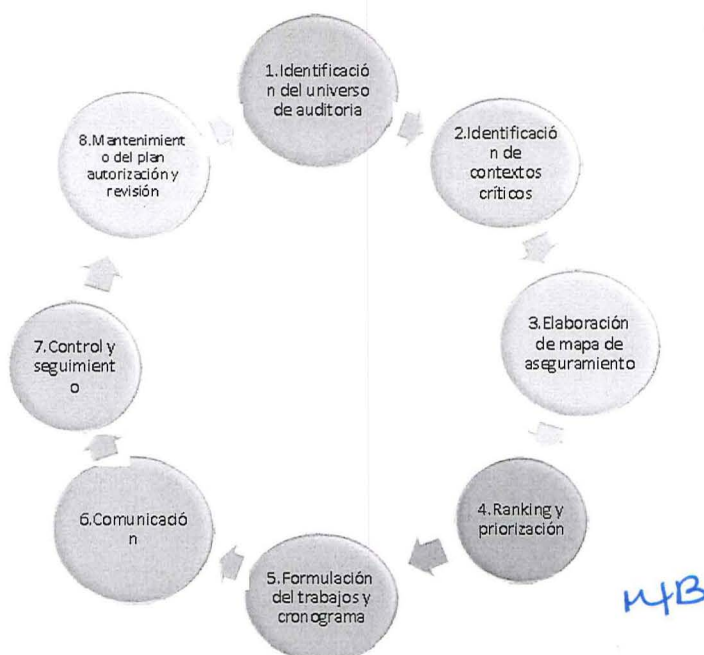 1.Identificació
n del universo
de auditoria
2.Identificació
n de
contextos
críticos
3.Elaboración
de mapa de
aseguramiento
4.Ranking y
priorización
5.Formulación
del trabajos y
cronograma
6.Comunicació
n
7.Control y
seguimient
o
8.Mantenimient
o del plan
autorización y
revisión